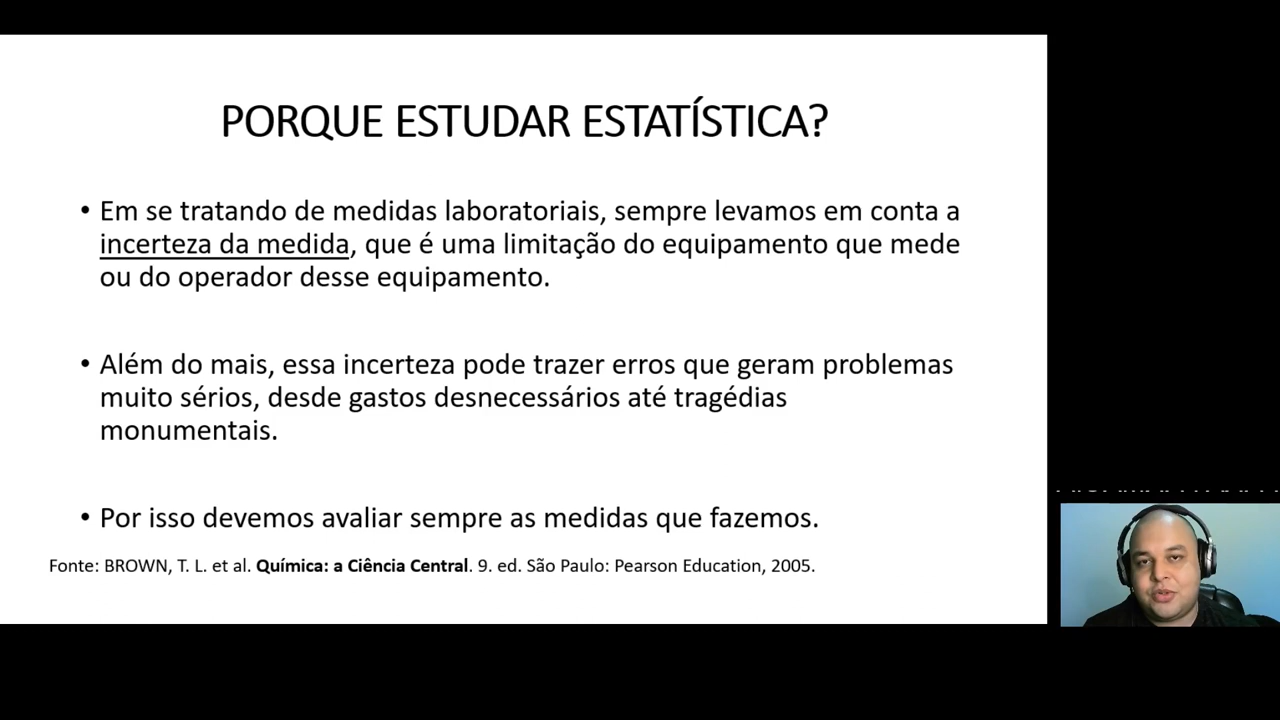 PORQUE ESTUDAR ESTATÍSTICA?
• Em se tratando de medidas laboratoriais, sempre levamos em conta a
incerteza da medida, que é uma limitação do equipamento que mede
ou do operador desse equipamento.
• Além do mais, essa incerteza pode trazer erros que geram problemas
muito sérios, desde gastos desnecessários até tragédias
monumentais.
• Por isso devemos avaliar sempre as medidas que fazemos.
Fonte: BROWN, T. L. et al. Química: a Ciência Central. 9. ed. São Paulo: Pearson Education, 2005.